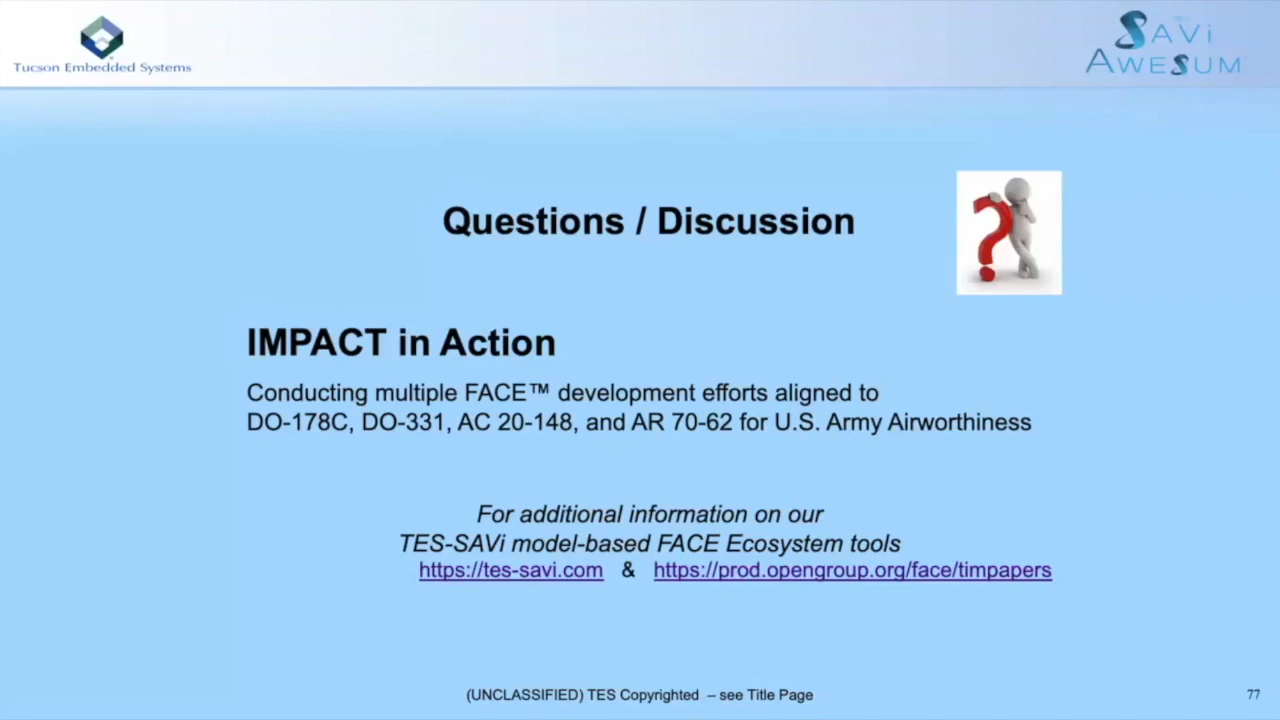 Tucson Embedded Systems
SAVi
AWESUM
Questions / Discussion
IMPACT in Action
Conducting multiple FACE™ development efforts aligned to
DO-178C, DO-331, AC 20-148, and AR 70-62 for U.S. Army Airworthiness
For additional information on our
TES-SAVi model-based FACE Ecosystem tools
https://tes-savi.com & https://prod.opengroup.org/face/timpapers
(UNCLASSIFIED) TES Copyrighted – see Title Page
77